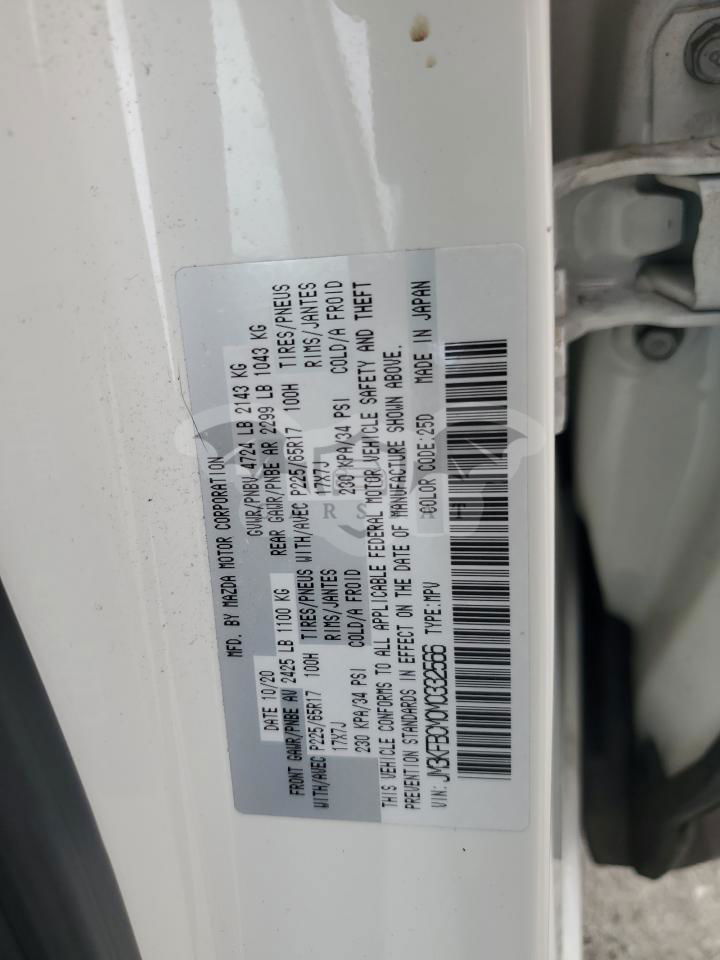 MFD. BY MAZDA MOTOR CORPORATION
DATE 10/20 GVWR/PNBV 4724 LB 2143 KG
FRONT GAWR/PNBE AV 2425 LB 1100 KG REAR GAWR/PNBE AR 2299 LB 1043 KG
WITH/AVEC P225/65R17 100H TIRES/PNEUS WITH/AVEC P225/65R17 100H TIRES/PNEUS
17X7J RIMS/JANTES 17X7J RIMS/JANTES
230 KPA/34 PSI COLD/A FROID 230 KPA/34 PSI COLD/A FROID
THIS VEHICLE CONFORMS TO ALL APPLICABLE FEDERAL MOTOR VEHICLE SAFETY AND THEFT
PREVENTION STANDARDS IN EFFECT ON THE DATE OF MANUFACTURE SHOWN ABOVE.
VIN: JM3KFBCM0M0332566 TYPE:MPV COLOR CODE:25D MADE IN JAPAN